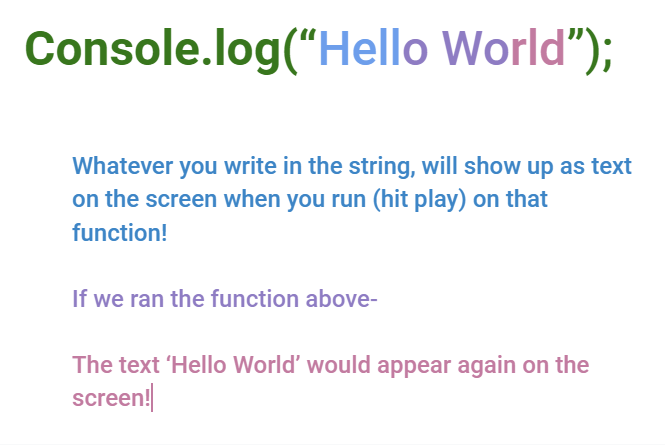 Console.log(“Hello World”);
Whatever you write in the string, will show up as text
on the screen when you run (hit play) on that
function!
If we ran the function above-
The text ‘Hello World’ would appear again on the
screen!